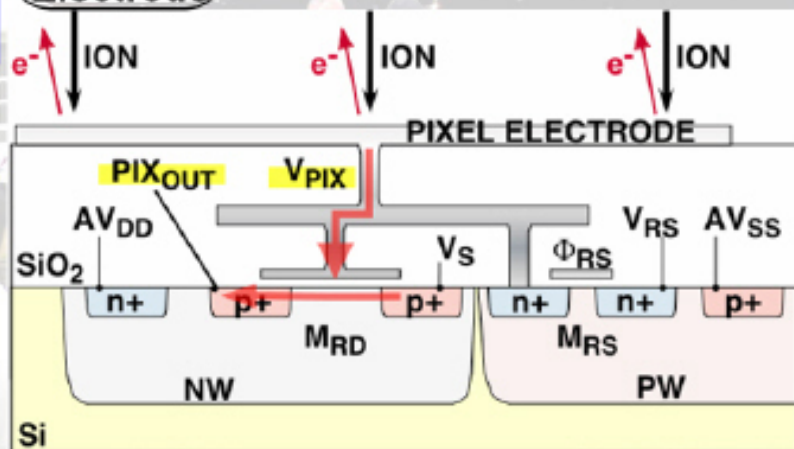 e- ION e- ION e- ION
PIXEL ELECTRODE
PIXOUT VPIX
AVDD VRS AVSS
VS ΦRS
SiO2
n+ p+ p+ n+ n+ p+
MRD MRS
NW PW
Si